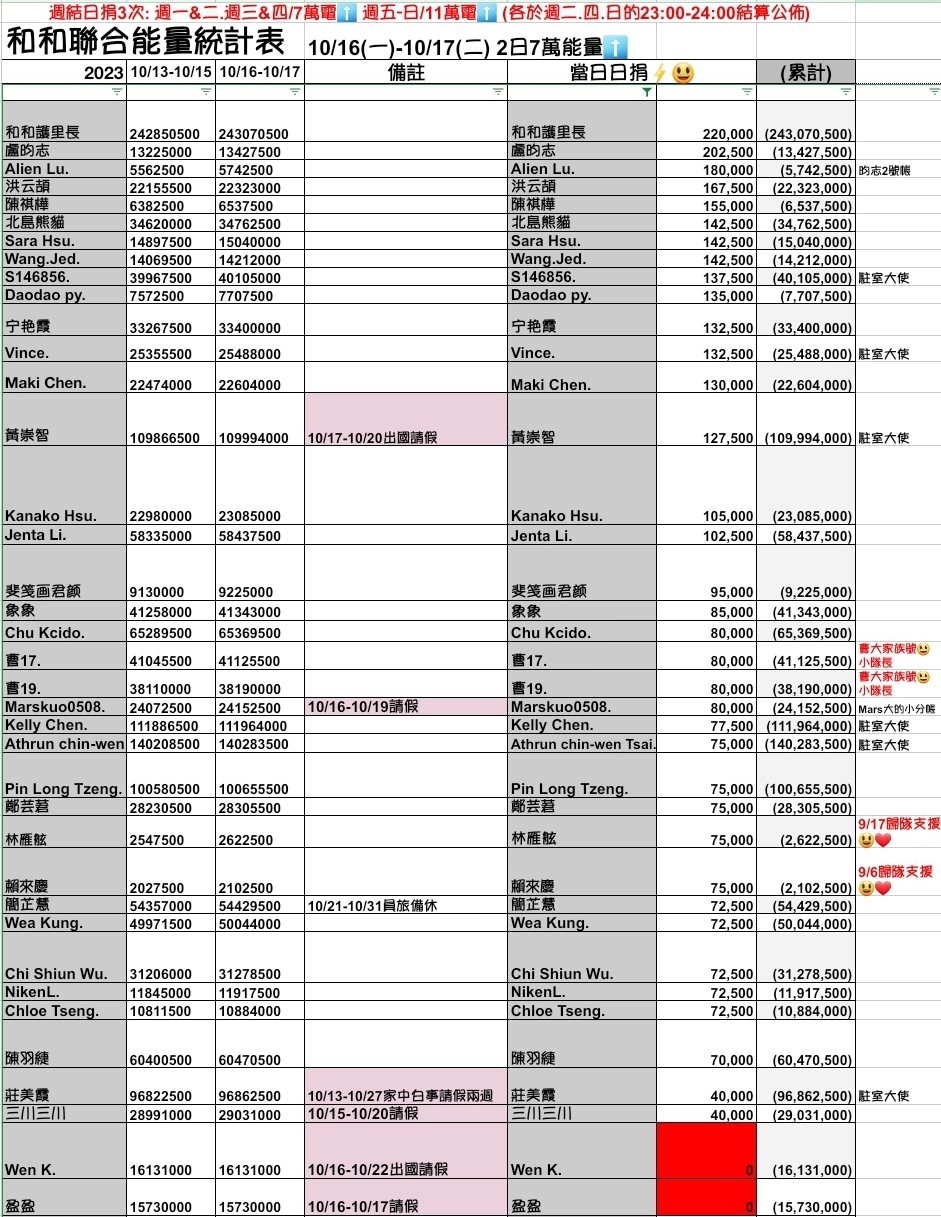 週結日捐3次: 週一&二.週三&四/7萬電⬆️ 週五-日/11萬電⬆️ (各於週二.四.日的23:00-24:00結算公佈)
和和聯合能量統計表 10/16(一)-10/17(二) 2日7萬能量⬆️
2023 10/13-10/15 10/16-10/17 備註 當日日捐⚡😃 (累計)
和和護里長 242850500 243070500 和和護里長 220,000 (243,070,500)
盧昀志 13225000 13427500 盧昀志 202,500 (13,427,500)
Alien Lu. 5562500 5742500 Alien Lu. 180,000 (5,742,500) 昀志2號帳
洪云頡 22155500 22323000 洪云頡 167,500 (22,323,000)
陳祺樺 6382500 6537500 陳祺樺 155,000 (6,537,500)
北島熊貓 34620000 34762500 北島熊貓 142,500 (34,762,500)
Sara Hsu. 14897500 15040000 Sara Hsu. 142,500 (15,040,000)
Wang.Jed. 14069500 14212000 Wang.Jed. 142,500 (14,212,000)
S146856. 39967500 40105000 S146856. 137,500 (40,105,000) 駐室大使
Daodao py. 7572500 7707500 Daodao py. 135,000 (7,707,500)
宁艳霞 33267500 33400000 宁艳霞 132,500 (33,400,000)
Vince. 25355500 25488000 Vince. 132,500 (25,488,000) 駐室大使
Maki Chen. 22474000 22604000 Maki Chen. 130,000 (22,604,000)
黃崇智 109866500 109994000 10/17-10/20出國請假 黃崇智 127,500 (109,994,000) 駐室大使
Kanako Hsu. 22980000 23085000 Kanako Hsu. 105,000 (23,085,000)
Jenta Li. 58335000 58437500 Jenta Li. 102,500 (58,437,500)
斐笺画君颜 9130000 9225000 斐笺画君颜 95,000 (9,225,000)
象象 41258000 41343000 象象 85,000 (41,343,000)
Chu Kcido. 65289500 65369500 Chu Kcido. 80,000 (65,369,500)
曹17. 41045500 41125500 曹17. 80,000 (41,125,500) 曹大家族號😃
小隊長
曹19. 38110000 38190000 曹19. 80,000 (38,190,000) 曹大家族號😃
小隊長
Marskuo0508. 24072500 24152500 10/16-10/19請假 Marskuo0508. 80,000 (24,152,500) Mars大的小分帳
Kelly Chen. 111886500 111964000 Kelly Chen. 77,500 (111,964,000) 駐室大使
Athrun chin-wen 140208500 140283500 Athrun chin-wen Tsai. 75,000 (140,283,500) 駐室大使
Pin Long Tzeng. 100580500 100655500 Pin Long Tzeng. 75,000 (100,655,500)
鄭芸萫 28230500 28305500 鄭芸萫 75,000 (28,305,500)
林雁舷 2547500 2622500 林雁舷 75,000 (2,622,500) 9/17歸隊支援
😃❤️
賴來慶 2027500 2102500 賴來慶 75,000 (2,102,500) 9/6歸隊支援
😃❤️
簡芷慧 54357000 54429500 10/21-10/31員旅備休 簡芷慧 72,500 (54,429,500)
Wea Kung. 49971500 50044000 Wea Kung. 72,500 (50,044,000)
Chi Shiun Wu. 31206000 31278500 Chi Shiun Wu. 72,500 (31,278,500)
NikenL. 11845000 11917500 NikenL. 72,500 (11,917,500)
Chloe Tseng. 10811500 10884000 Chloe Tseng. 72,500 (10,884,000)
陳羽緁 60400500 60470500 陳羽緁 70,000 (60,470,500)
莊美霞 96822500 96862500 10/13-10/27家中白事請假兩週 莊美霞 40,000 (96,862,500) 駐室大使
三川三川 28991000 29031000 10/15-10/20請假 三川三川 40,000 (29,031,000)
Wen K. 16131000 16131000 10/16-10/22出國請假 Wen K. 0 (16,131,000)
盈盈 15730000 15730000 10/16-10/17請假 盈盈 0 (15,730,000)